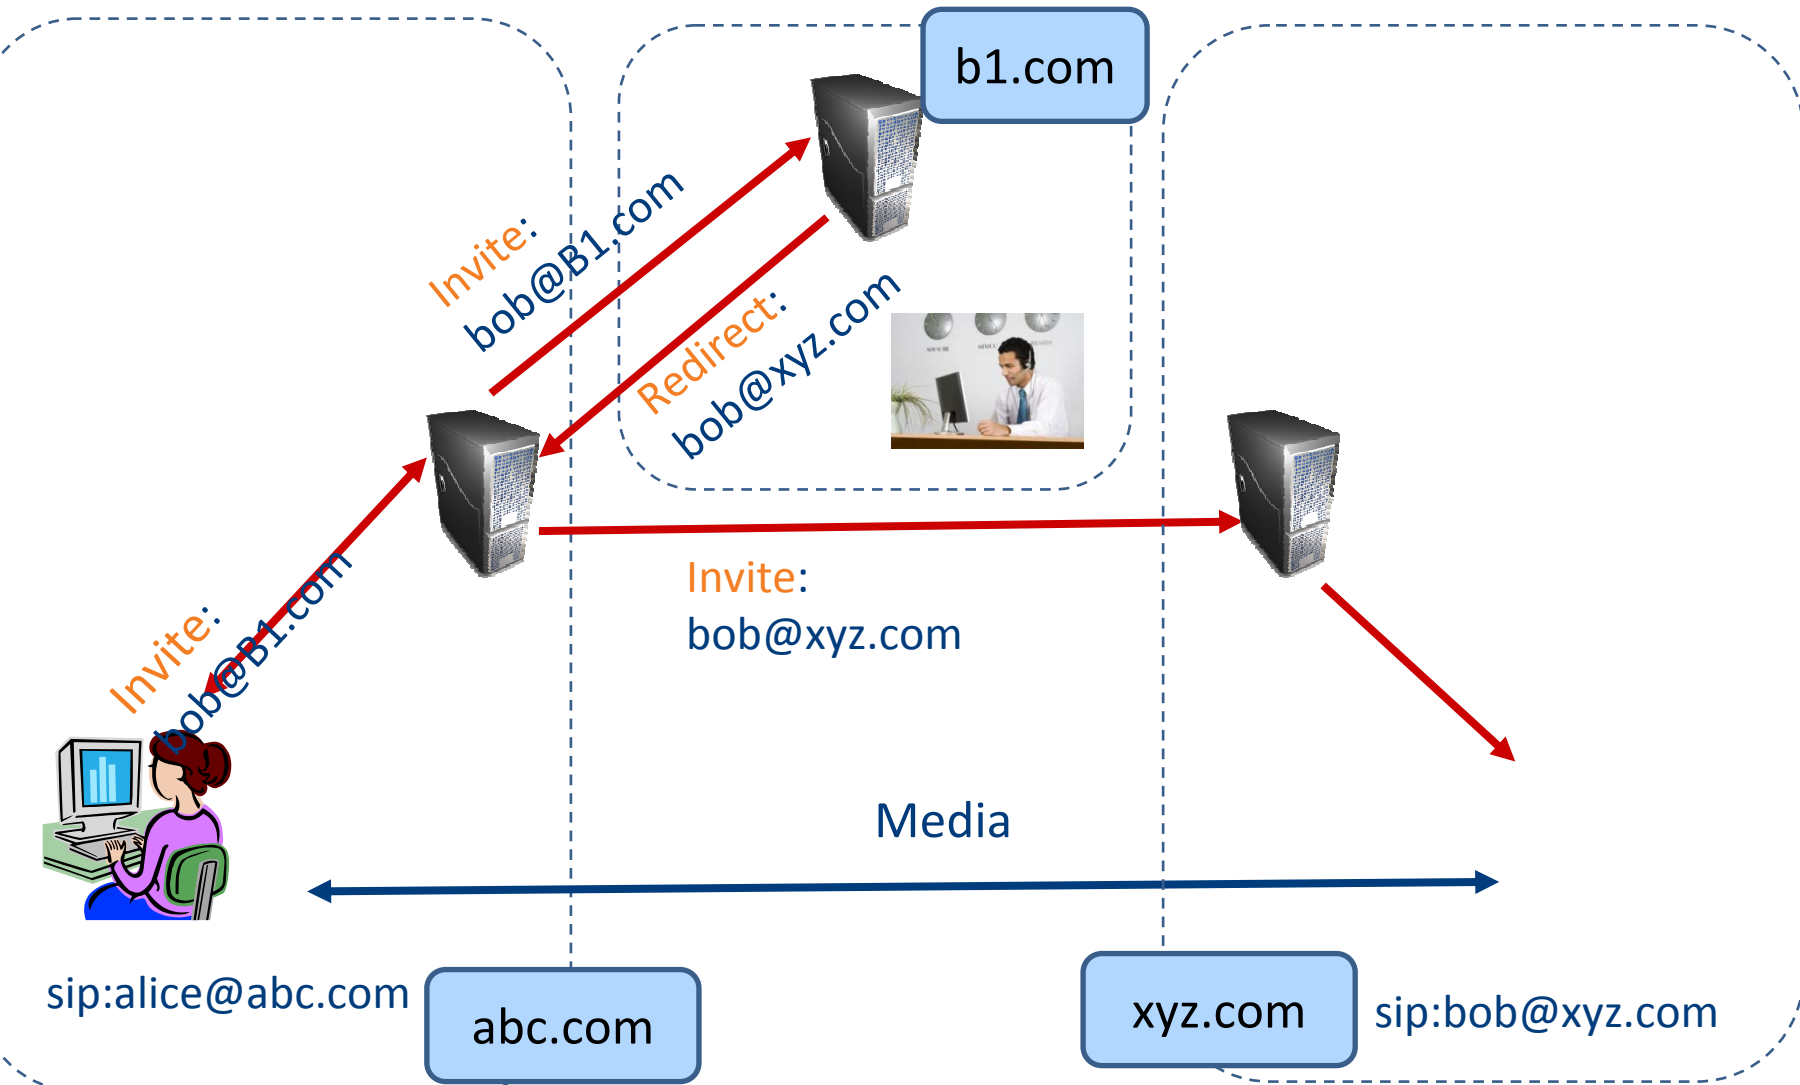 b1.com
Invite:
bob@B1.com
Redirect:
bob@xyz.com
Invite:
bob@xyz.com
Invite:
bob@B1.com
Media
sip:alice@abc.com
abc.com
xyz.com
sip:bob@xyz.com